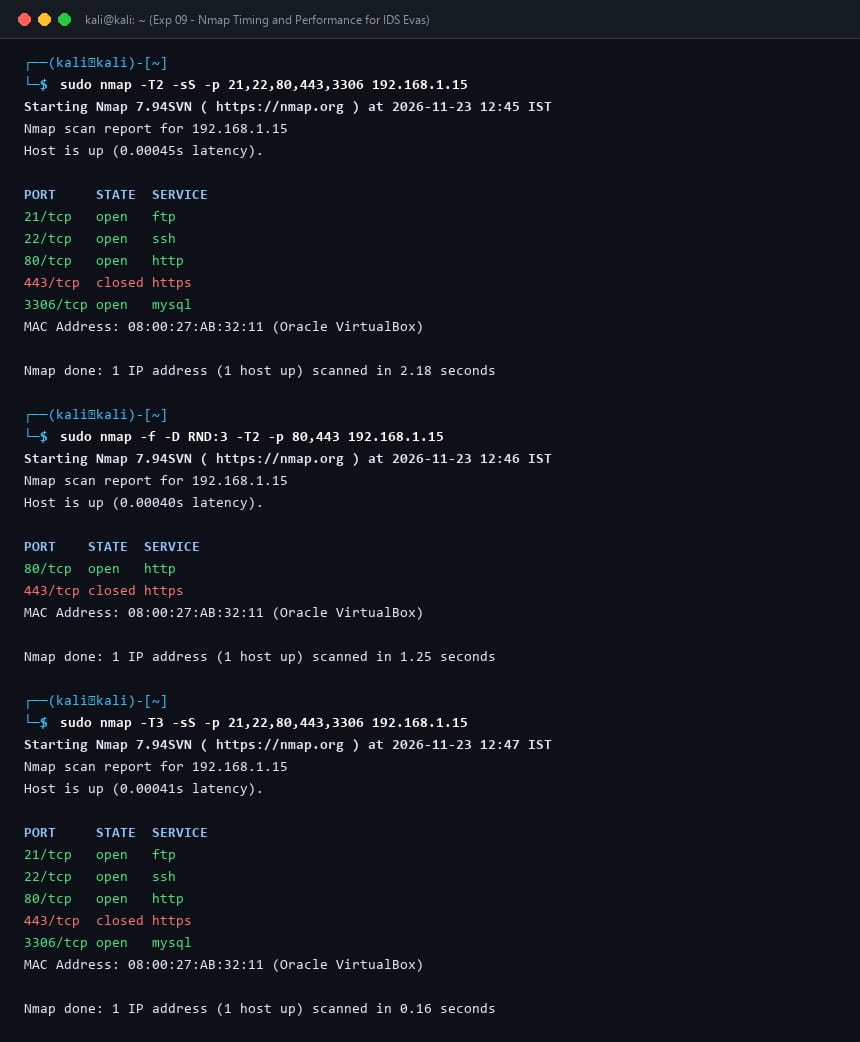 kali@kali: ~ (Exp 09 - Nmap Timing and Performance for IDS Evas)
┌──(kali㉿kali)-[~]
└─$ sudo nmap -T2 -sS -p 21,22,80,443,3306 192.168.1.15
Starting Nmap 7.94SVN ( https://nmap.org ) at 2026-11-23 12:45 IST
Nmap scan report for 192.168.1.15
Host is up (0.00045s latency).
PORT     STATE  SERVICE
21/tcp   open   ftp
22/tcp   open   ssh
80/tcp   open   http
443/tcp  closed https
3306/tcp open   mysql
MAC Address: 08:00:27:AB:32:11 (Oracle VirtualBox)
Nmap done: 1 IP address (1 host up) scanned in 2.18 seconds
┌──(kali㉿kali)-[~]
└─$ sudo nmap -f -D RND:3 -T2 -p 80,443 192.168.1.15
Starting Nmap 7.94SVN ( https://nmap.org ) at 2026-11-23 12:46 IST
Nmap scan report for 192.168.1.15
Host is up (0.00040s latency).
PORT    STATE  SERVICE
80/tcp  open   http
443/tcp closed https
MAC Address: 08:00:27:AB:32:11 (Oracle VirtualBox)
Nmap done: 1 IP address (1 host up) scanned in 1.25 seconds
┌──(kali㉿kali)-[~]
└─$ sudo nmap -T3 -sS -p 21,22,80,443,3306 192.168.1.15
Starting Nmap 7.94SVN ( https://nmap.org ) at 2026-11-23 12:47 IST
Nmap scan report for 192.168.1.15
Host is up (0.00041s latency).
PORT     STATE  SERVICE
21/tcp   open   ftp
22/tcp   open   ssh
80/tcp   open   http
443/tcp  closed https
3306/tcp open   mysql
MAC Address: 08:00:27:AB:32:11 (Oracle VirtualBox)
Nmap done: 1 IP address (1 host up) scanned in 0.16 seconds